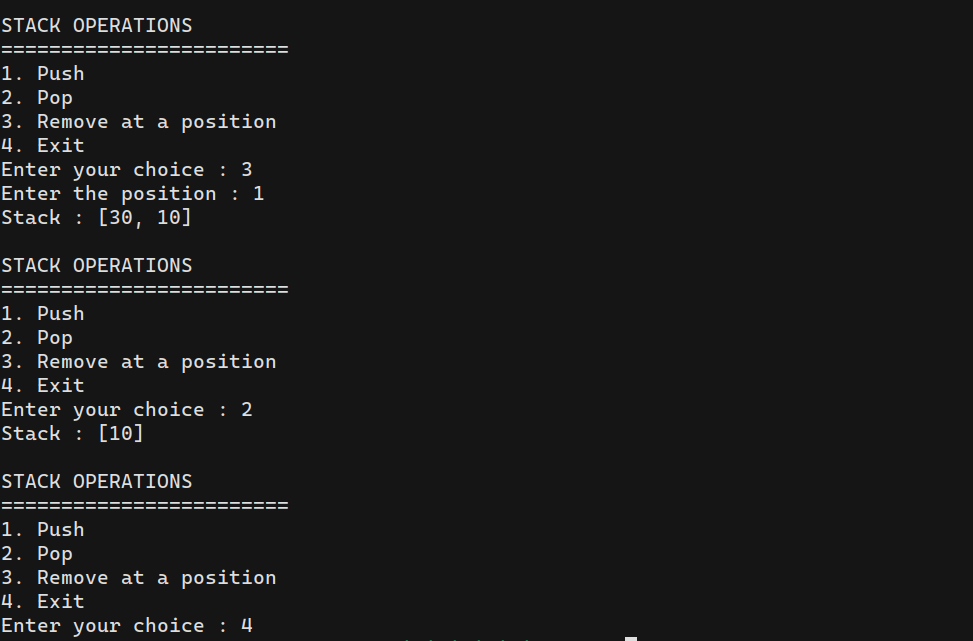 STACK OPERATIONS
========================
1. Push
2. Pop
3. Remove at a position
4. Exit
Enter your choice : 3
Enter the position : 1
Stack : [30, 10]
STACK OPERATIONS
========================
1. Push
2. Pop
3. Remove at a position
4. Exit
Enter your choice : 2
Stack : [10]
STACK OPERATIONS
========================
1. Push
2. Pop
3. Remove at a position
4. Exit
Enter your choice : 4